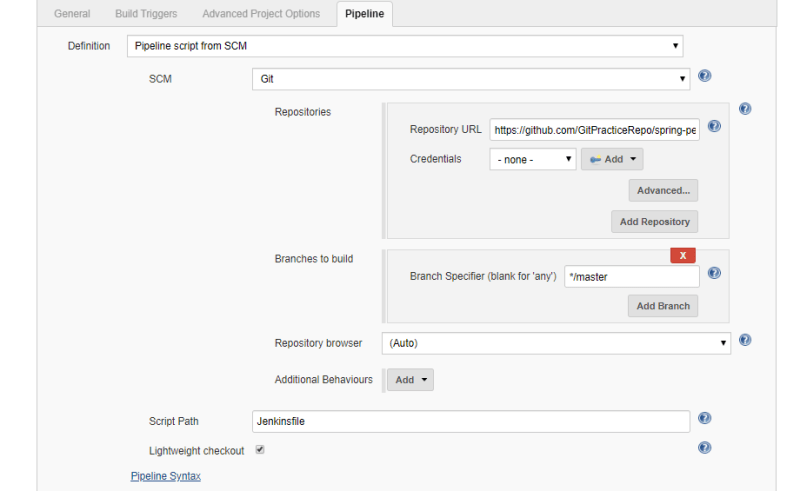 General Build Triggers Advanced Project Options Pipeline
Definition Pipeline script from SCM
SCM Git
Repositories
Repository URL https://github.com/GitPracticeRepo/spring-pe
Credentials - none - Add
Advanced...
Add Repository
Branches to build X
Branch Specifier (blank for 'any') */master
Add Branch
Repository browser (Auto)
Additional Behaviours Add
Script Path Jenkinsfile
Lightweight checkout
Pipeline Syntax